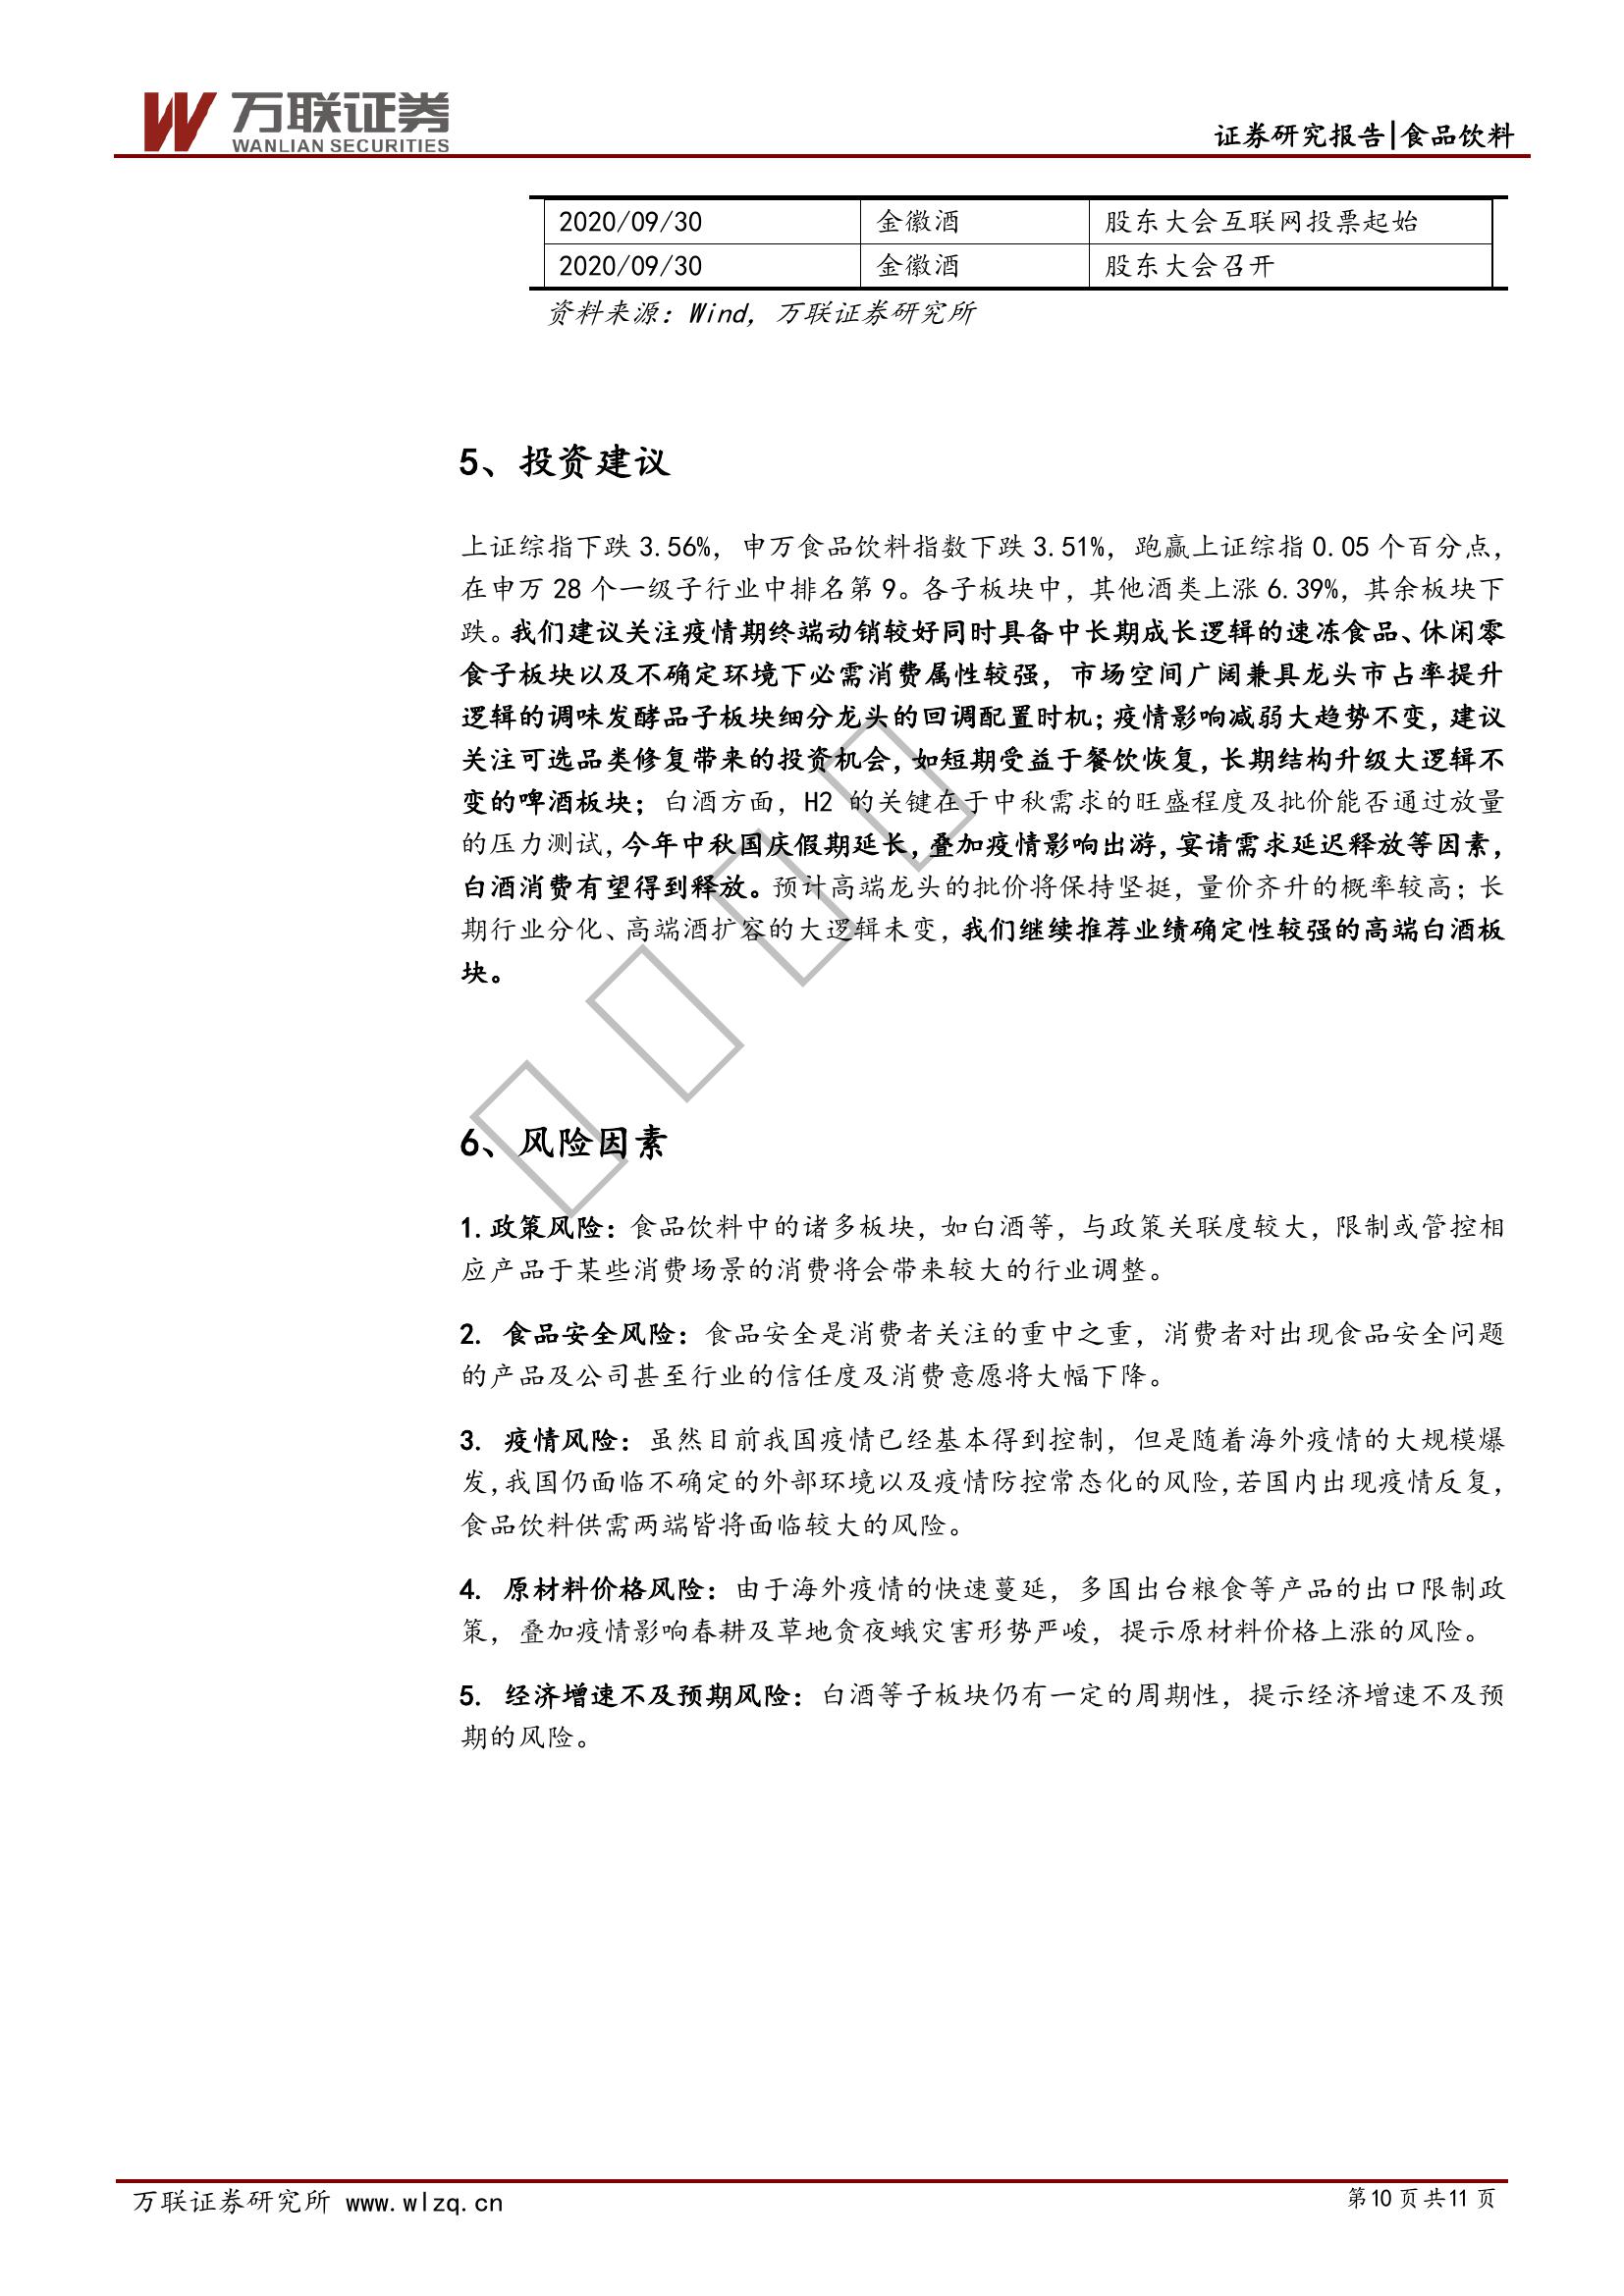 万联证券
WANLIAN SECURITIES
证券研究报告|食品饮料
2020/09/30 金徽酒 股东大会互联网投票起始
2020/09/30 金徽酒 股东大会召开
资料来源：Wind，万联证券研究所
5、投资建议
上证综指下跌 3.56%，申万食品饮料指数下跌 3.51%，跑赢上证综指 0.05 个百分点，
在申万 28 个一级子行业中排名第 9。各子板块中，其他酒类上涨 6.39%，其余板块下
跌。我们建议关注疫情期终端动销较好同时具备中长期成长逻辑的速冻食品、休闲零
食子板块以及不确定环境下必需消费属性较强，市场空间广阔兼具龙头市占率提升
逻辑的调味发酵品子板块细分龙头的回调配置时机；疫情影响减弱大趋势不变，建议
关注可选品类修复带来的投资机会，如短期受益于餐饮恢复，长期结构升级大逻辑不
变的啤酒板块；白酒方面，H2 的关键在于中秋需求的旺盛程度及批价能否通过放量
的压力测试，今年中秋国庆假期延长，叠加疫情影响出游，宴请需求延迟释放等因素，
白酒消费有望得到释放。预计高端龙头的批价将保持坚挺，量价齐升的概率较高；长
期行业分化、高端酒扩容的大逻辑未变，我们继续推荐业绩确定性较强的高端白酒板
块。
6、风险因素
1.政策风险：食品饮料中的诸多板块，如白酒等，与政策关联度较大，限制或管控相
应产品于某些消费场景的消费将会带来较大的行业调整。
2. 食品安全风险：食品安全是消费者关注的重中之重，消费者对出现食品安全问题
的产品及公司甚至行业的信任度及消费意愿将大幅下降。
3. 疫情风险：虽然目前我国疫情已经基本得到控制，但是随着海外疫情的大规模爆
发，我国仍面临不确定的外部环境以及疫情防控常态化的风险，若国内出现疫情反复，
食品饮料供需两端皆将面临较大的风险。
4. 原材料价格风险：由于海外疫情的快速蔓延，多国出台粮食等产品的出口限制政
策，叠加疫情影响春耕及草地贪夜蛾灾害形势严峻，提示原材料价格上涨的风险。
5. 经济增速不及预期风险：白酒等子板块仍有一定的周期性，提示经济增速不及预
期的风险。
万联证券研究所 www.wlzq.cn
第10页共11页